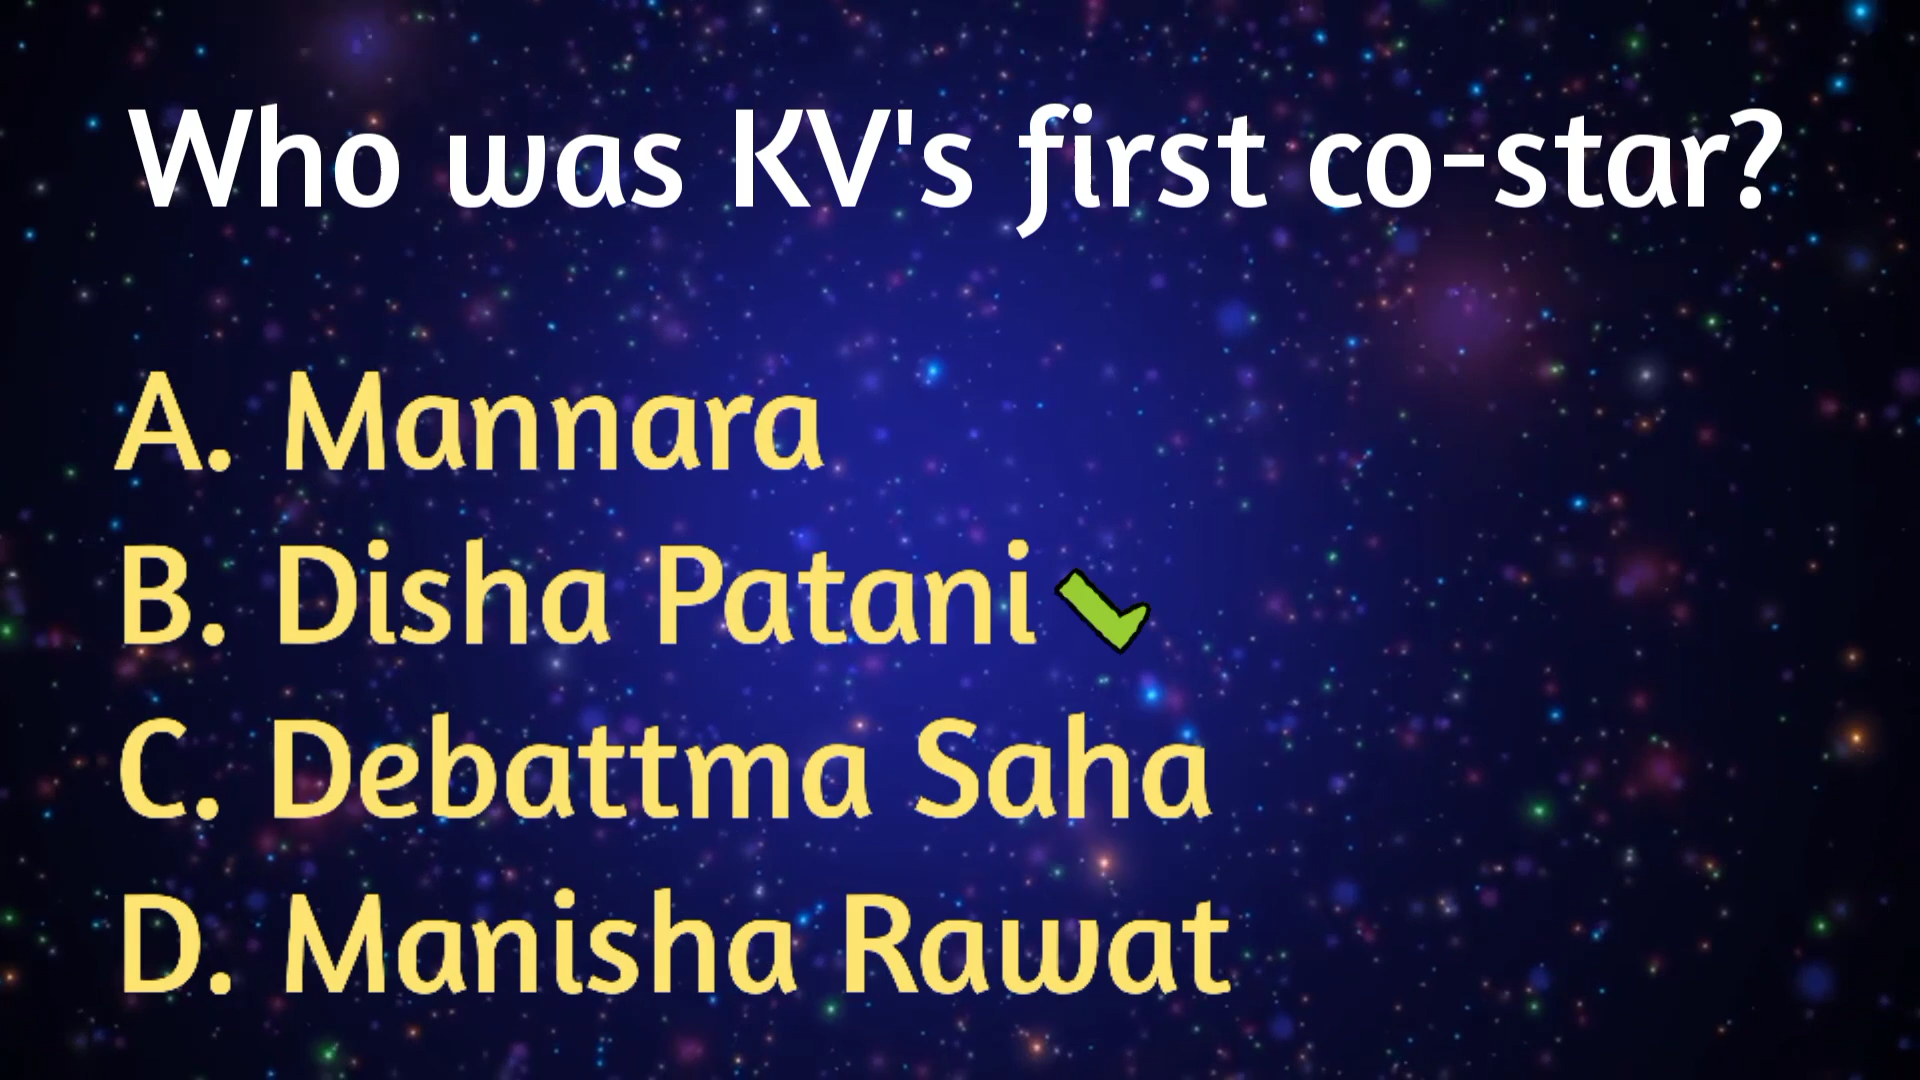 Who was KV's first co-star?
A. Mannara
B. Disha Patani
C. Debattma Saha
D. Manisha Rawat